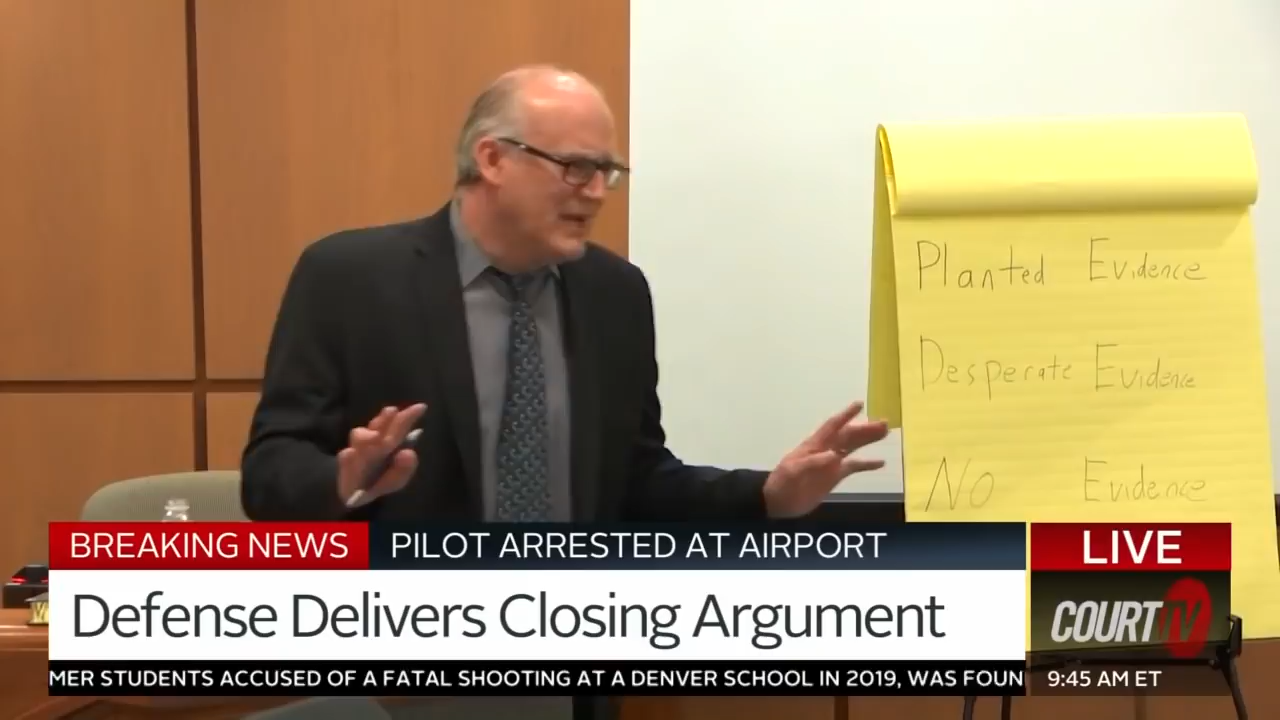 Planted Evidence
Desperate Evidence
No Evidence
BREAKING NEWS PILOT ARRESTED AT AIRPORT
LIVE
Defense Delivers Closing Argument
COURT TV
MER STUDENTS ACCUSED OF A FATAL SHOOTING AT A DENVER SCHOOL IN 2019, WAS FOUN
9:45 AM ET